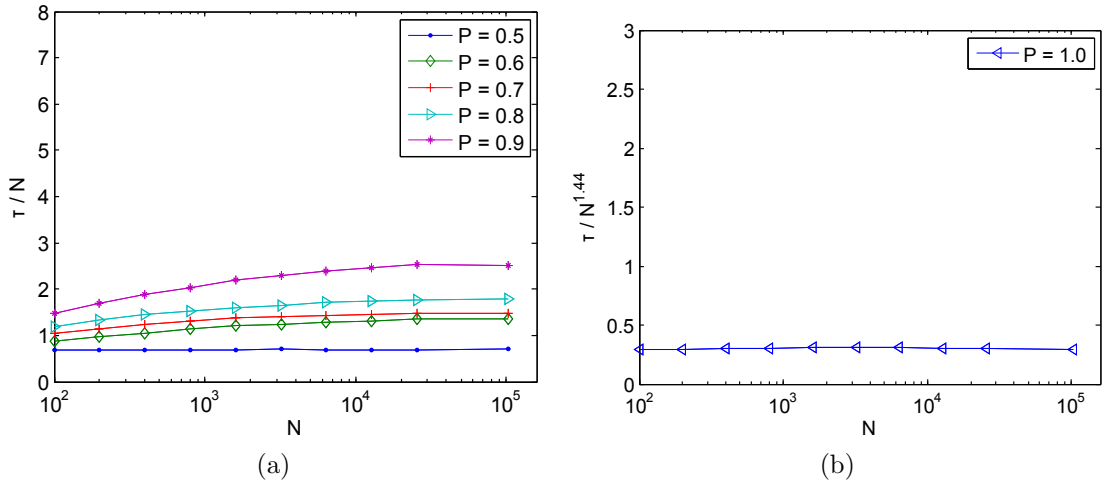 8
7
6
5
4
3
2
1
0
τ / N
10^2
10^3
10^4
10^5
N
P = 0.5
P = 0.6
P = 0.7
P = 0.8
P = 0.9
(a)
3
2.5
2
1.5
1
0.5
0
τ / N^1.44
10^2
10^3
10^4
10^5
N
P = 1.0
(b)